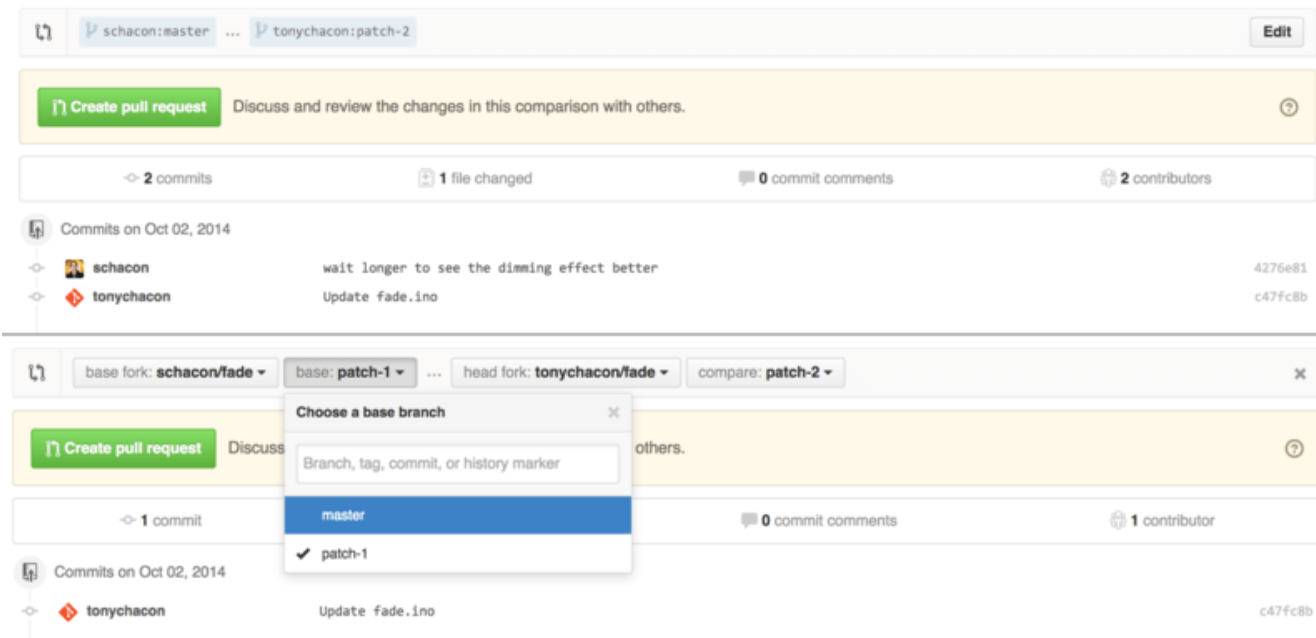 schacon:master ... tonychacon:patch-2 Edit
Create pull request Discuss and review the changes in this comparison with others.
2 commits 1 file changed 0 commit comments 2 contributors
Commits on Oct 02, 2014
schacon wait longer to see the dimming effect better 4276e81
tonychacon Update fade.ino c47fc8b
base fork: schacon/fade base: patch-1 ... head fork: tonychacon/fade compare: patch-2
Choose a base branch
Create pull request Discuss others.
Branch, tag, commit, or history marker
master
1 commit 0 commit comments 1 contributor
patch-1
Commits on Oct 02, 2014
tonychacon Update fade.ino c47fc8b